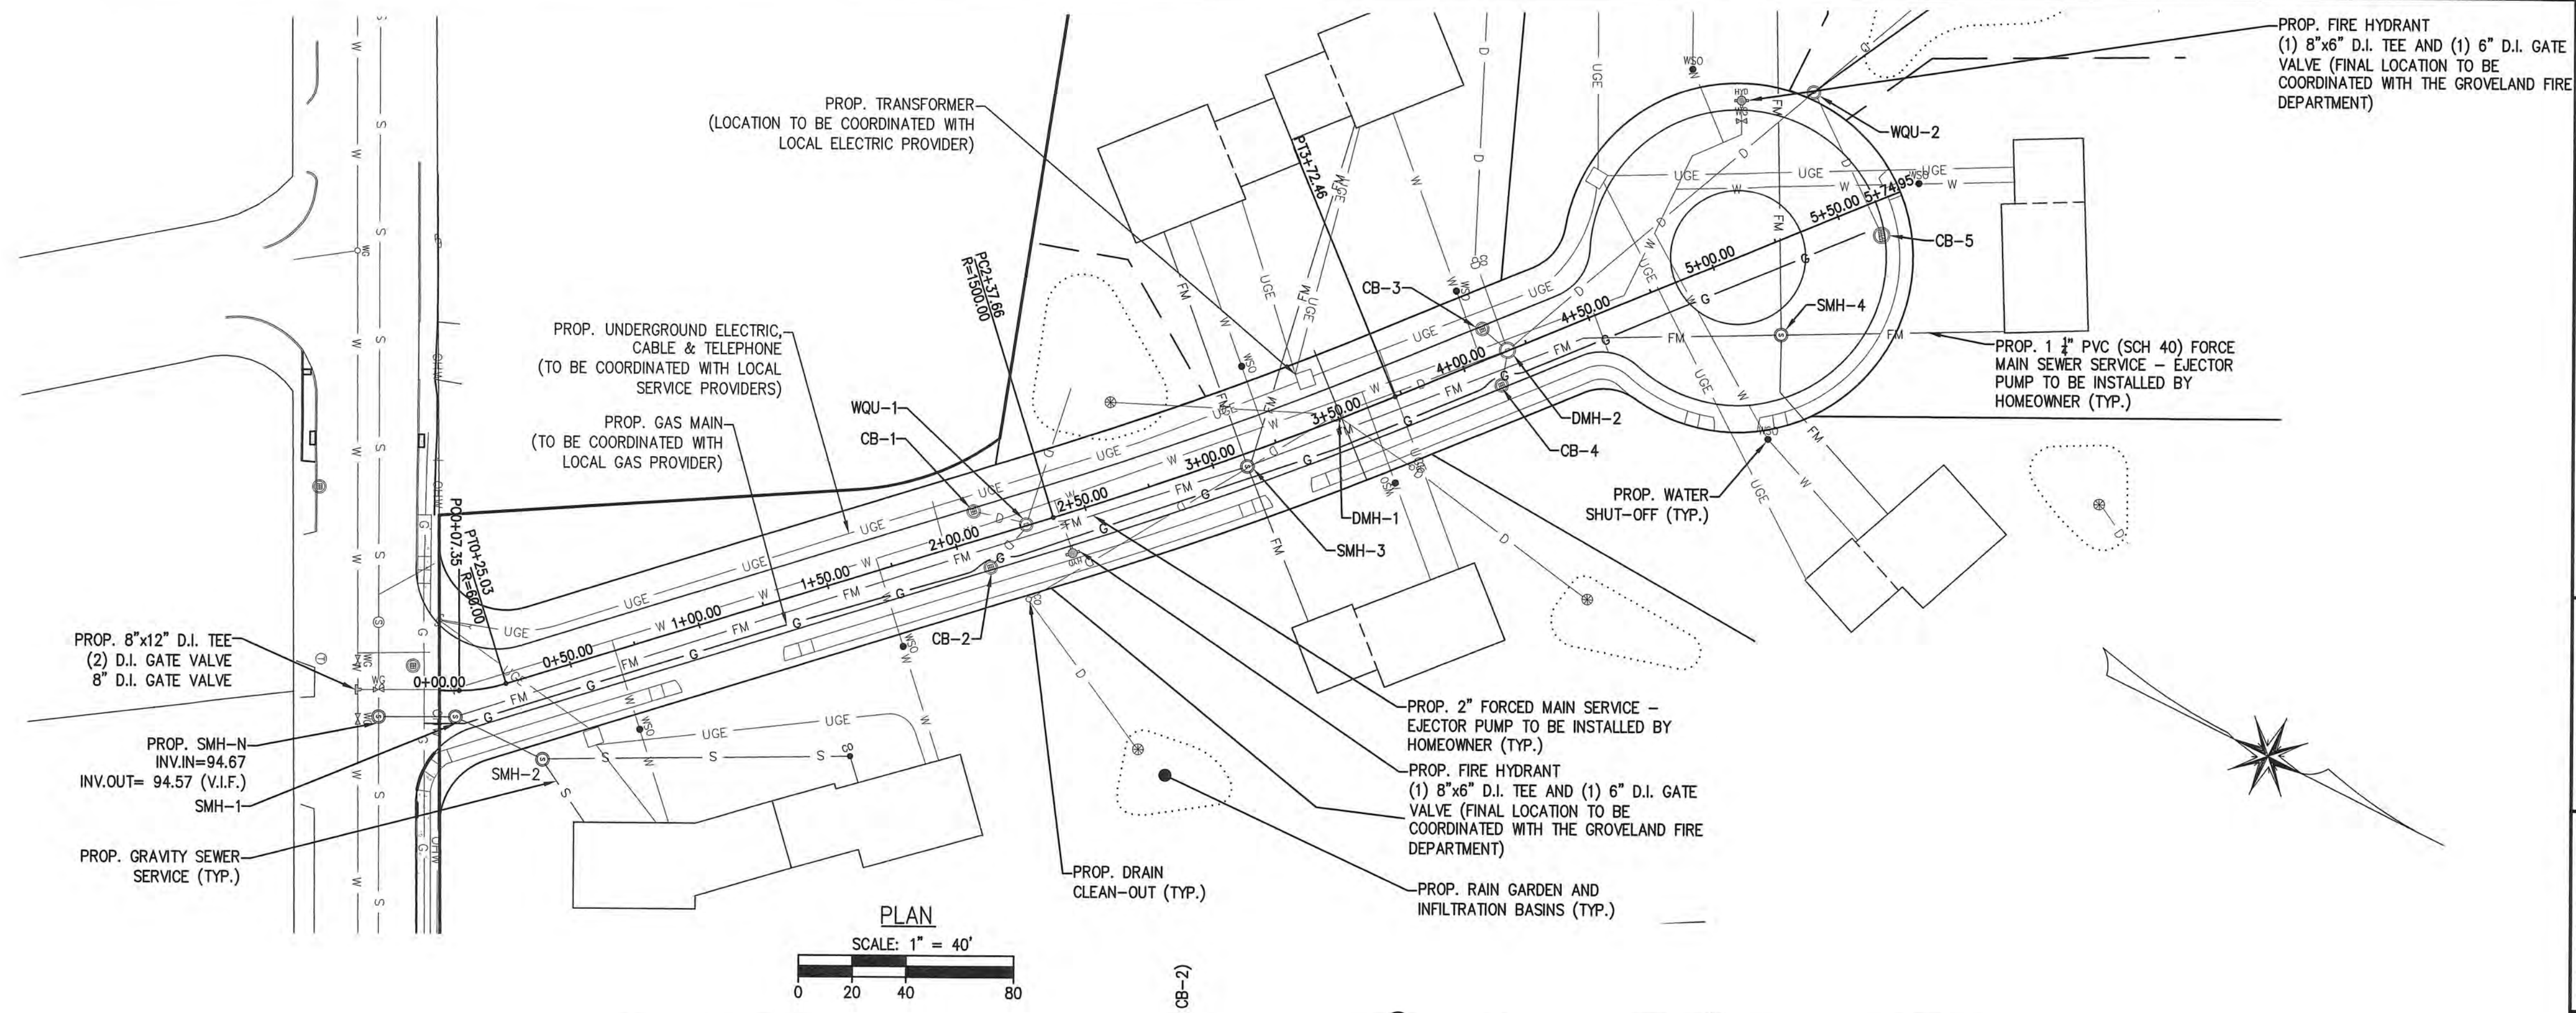 PROP. FIRE HYDRANT
(1) 8"x6" D.I. TEE AND (1) 6" D.I. GATE
VALVE (FINAL LOCATION TO BE
COORDINATED WITH THE GROVELAND FIRE
DEPARTMENT)
PROP. TRANSFORMER
(LOCATION TO BE COORDINATED WITH
LOCAL ELECTRIC PROVIDER)
WQU-2
HYD
WSO
PT3+72.46
5+74.95
5+50.00
5+00.00
CB-5
PC2+37.66
R=1500.00
CB-3
4+50.00
SMH-4
PROP. UNDERGROUND ELECTRIC,
CABLE & TELEPHONE
(TO BE COORDINATED WITH LOCAL
SERVICE PROVIDERS)
PROP. 1 ¼" PVC (SCH 40) FORCE
MAIN SEWER SERVICE - EJECTOR
PUMP TO BE INSTALLED BY
HOMEOWNER (TYP.)
4+00.00
WQU-1
CB-1
3+50.00
DMH-2
PROP. GAS MAIN
(TO BE COORDINATED WITH
LOCAL GAS PROVIDER)
CB-4
3+00.00
PROP. WATER
SHUT-OFF (TYP.)
2+50.00
DMH-1
SMH-3
2+00.00
PC0+07.35
PT0+25.03
R=60.00
1+50.00
1+00.00
CB-2
0+50.00
0+00.00
PROP. 8"x12" D.I. TEE
(2) D.I. GATE VALVE
8" D.I. GATE VALVE
PROP. SMH-N
INV.IN=94.67
INV.OUT= 94.57 (V.I.F.)
SMH-1
SMH-2
PROP. GRAVITY SEWER
SERVICE (TYP.)
PROP. 2" FORCED MAIN SERVICE -
EJECTOR PUMP TO BE INSTALLED BY
HOMEOWNER (TYP.)
PROP. FIRE HYDRANT
(1) 8"x6" D.I. TEE AND (1) 6" D.I. GATE
VALVE (FINAL LOCATION TO BE
COORDINATED WITH THE GROVELAND FIRE
DEPARTMENT)
PROP. DRAIN
CLEAN-OUT (TYP.)
PROP. RAIN GARDEN AND
INFILTRATION BASINS (TYP.)
UGE
FM
OHW
WG
CO
W
S
G
D
PLAN
SCALE: 1" = 40'
0 20 40 80
CB-2)